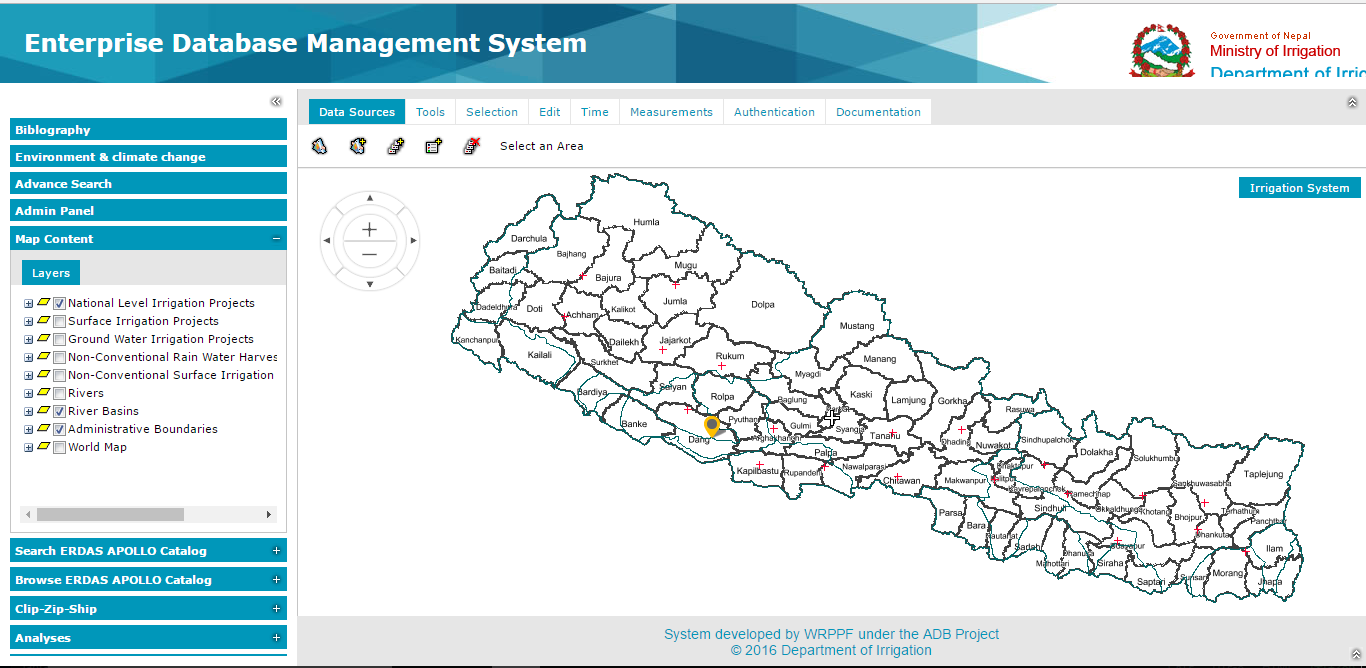 Enterprise Database Management System
Government of Nepal
Ministry of Irrigation
Department of Irric
«
Biblography
Environment & climate change
Advance Search
Admin Panel
Map Content
Layers
National Level Irrigation Projects
Surface Irrigation Projects
Ground Water Irrigation Projects
Non-Conventional Rain Water Harves
Non-Conventional Surface Irrigation
Rivers
River Basins
Administrative Boundaries
World Map
Search ERDAS APOLLO Catalog +
Browse ERDAS APOLLO Catalog +
Clip-Zip-Ship +
Analyses +
Data Sources Tools Selection Edit Time Measurements Authentication Documentation
Select an Area
Irrigation System
Humla
Darchula
Bajhang
Mugu
Baitadi
Bajura
Dolpa
Jumla
Dadeldhura
Doti
Kalikot
Achham
Mustang
Kanchanpur
Dailekh
Jajarkot
Kailali
Rukum
Manang
Surkhet
Myagdi
Salyan
Bardiya
Rolpa
Baglung
Kaski
Lamjung
Gorkha
Rasuwa
Banke
Pyuthan
Gulmi
Syangja
Tanahu
Dang
Dhading
Nuwakot
Sindhupalchok
Palpa
Dolakha
Kapilbastu
Rupandehi
Nawalparasi
Bhaktapur
Solukhumbu
Taplejung
Chitawan
Makwanpur
Lalitpur
Kavrepalanchok
Ramechhap
Sankhuwasabha
Parsa
Sindhuli
Okhaldhunga
Khotang
Bhojpur
Terhathum
Panchthar
Bara
Rautahat
Dhankuta
Sarlahi
Udayapur
Ilam
Mahottari
Dhanusa
Siraha
Saptari
Sunsari
Morang
Jhapa
System developed by WRPPF under the ADB Project
© 2016 Department of Irrigation